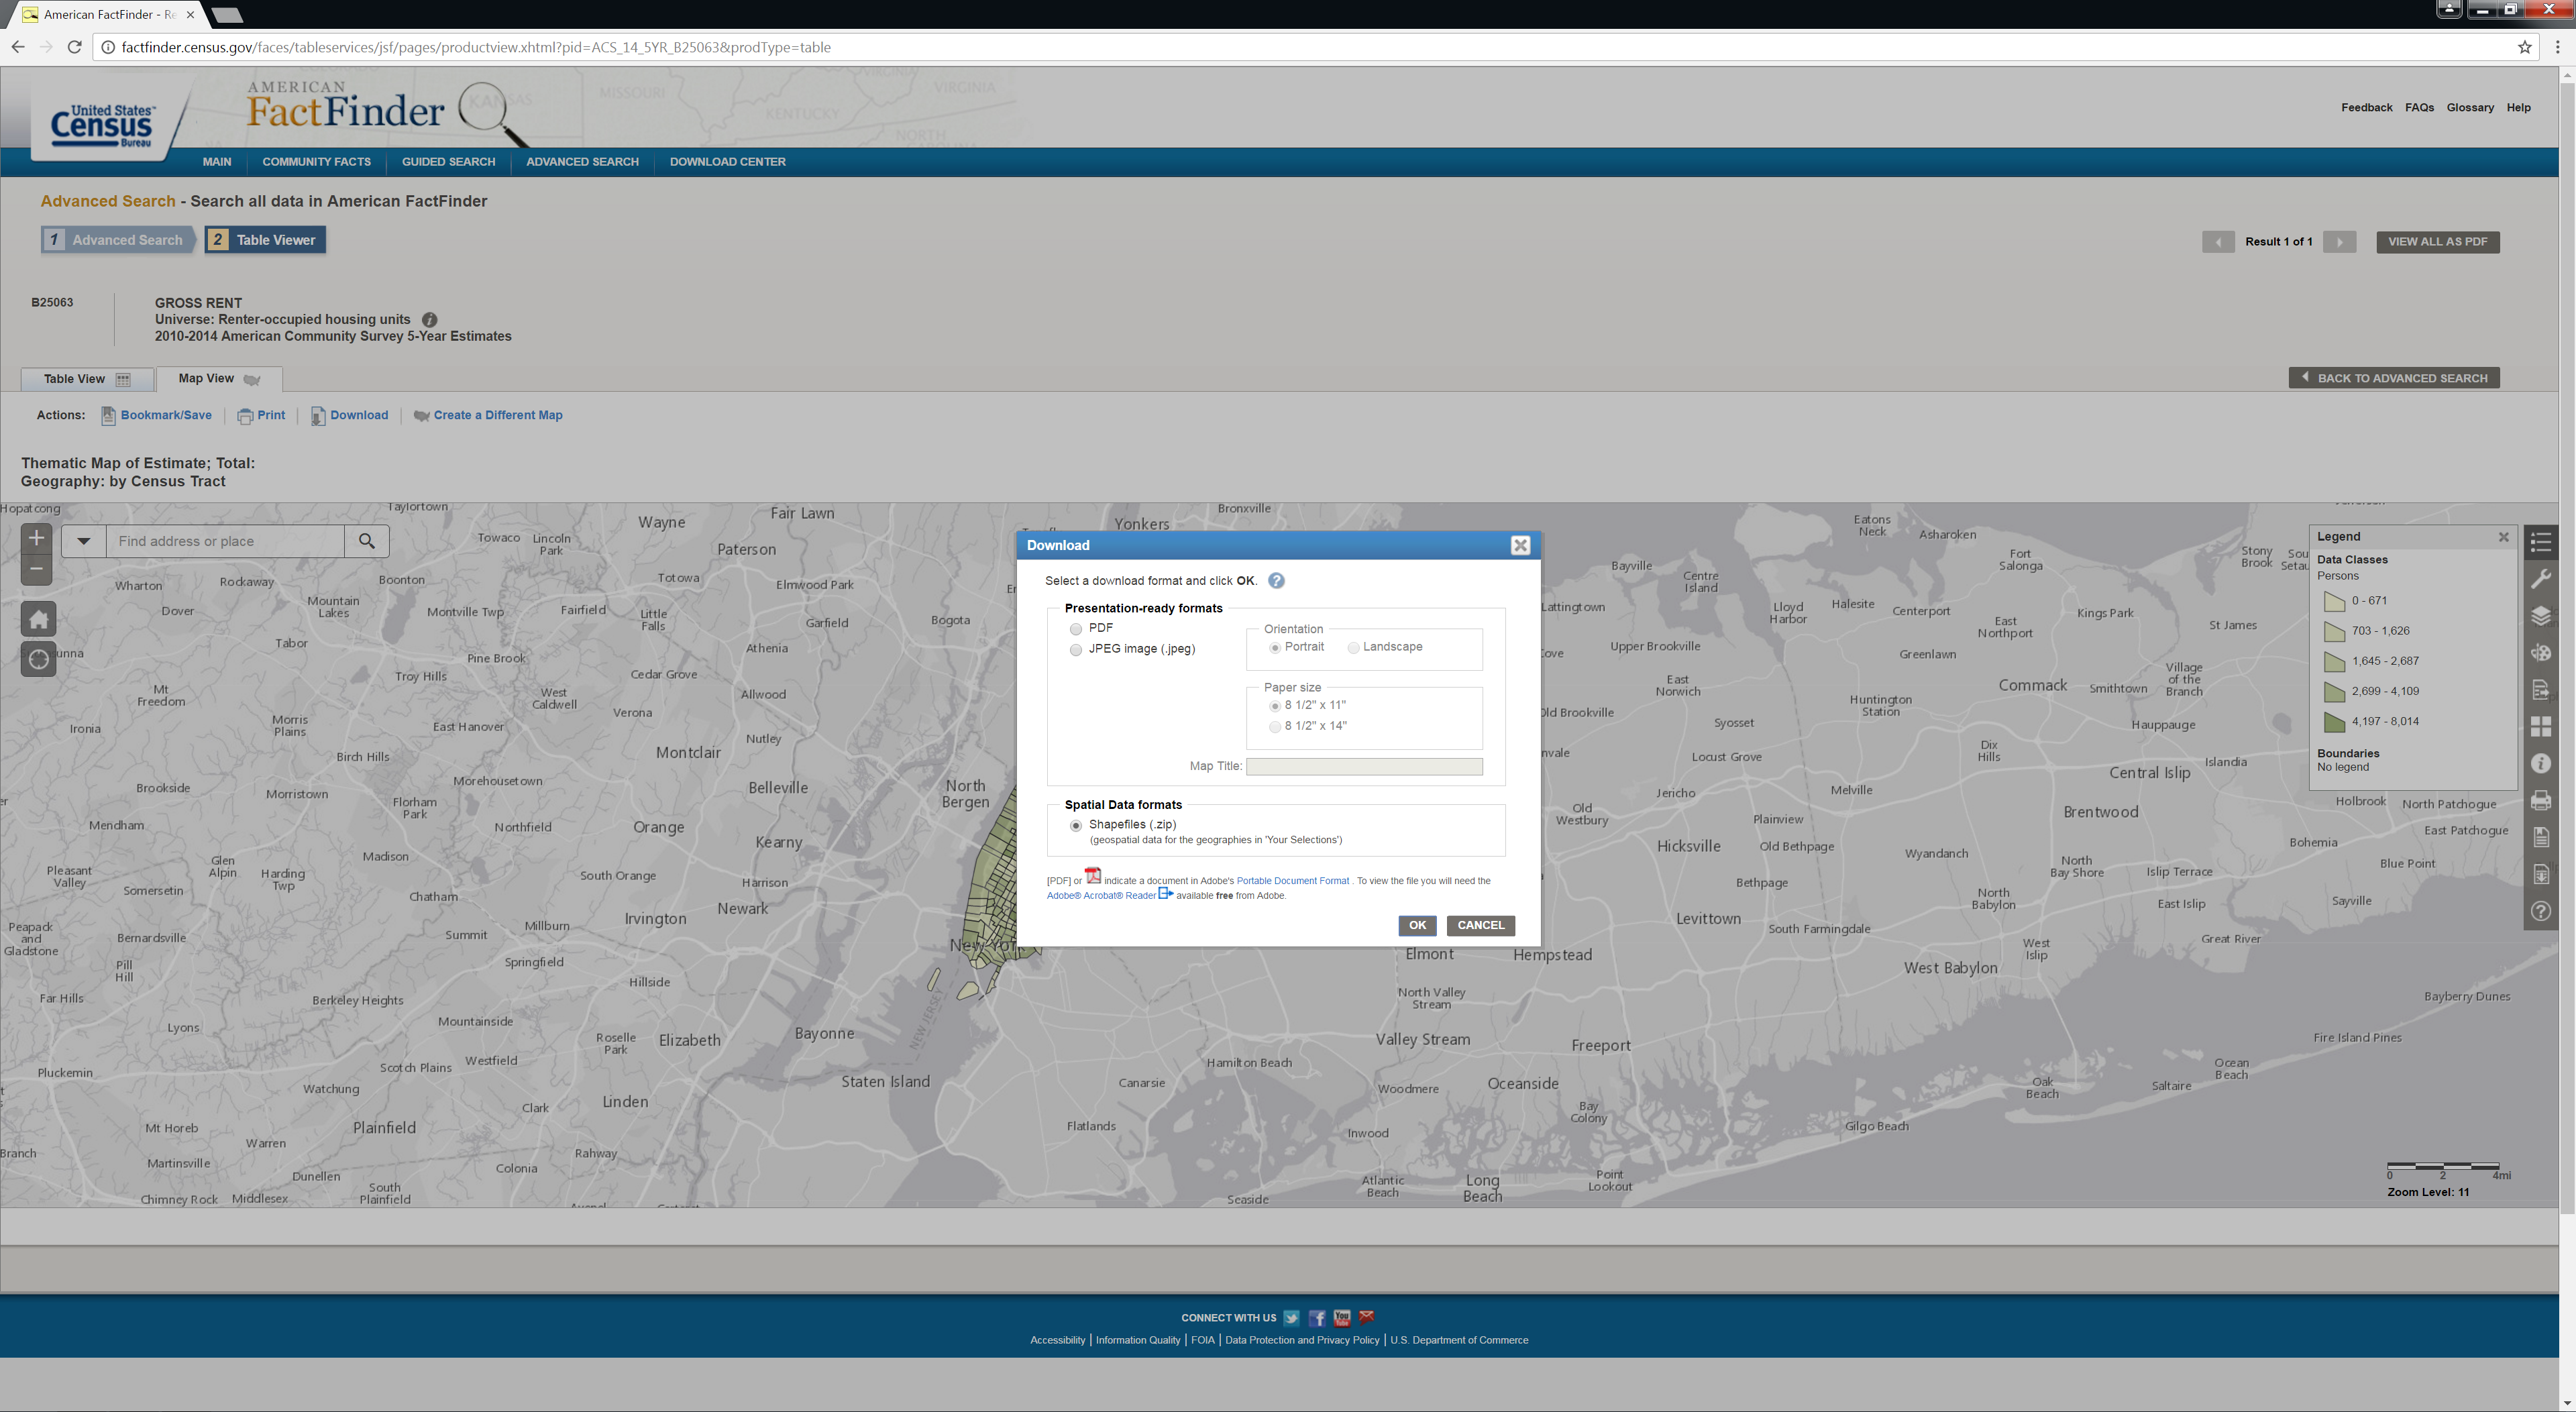 American FactFinder - Re
factfinder.census.gov/faces/tableservices/jsf/pages/productview.xhtml?pid=ACS_14_5YR_B25063&prodType=table
United States™
Census
Bureau
AMERICAN
FactFinder
KANSAS
MISSOURI
KENTUCKY
VIRGINIA
NORTH
Feedback FAQs Glossary Help
MAIN COMMUNITY FACTS GUIDED SEARCH ADVANCED SEARCH DOWNLOAD CENTER
Advanced Search - Search all data in American FactFinder
1 Advanced Search 2 Table Viewer
Result 1 of 1 VIEW ALL AS PDF
B25063
GROSS RENT
Universe: Renter-occupied housing units
2010-2014 American Community Survey 5-Year Estimates
Table View Map View
BACK TO ADVANCED SEARCH
Actions: Bookmark/Save Print Download Create a Different Map
Thematic Map of Estimate; Total:
Geography: by Census Tract
Find address or place
Hopatcong
Taylortown
Wayne
Fair Lawn
Yonkers
Bronxville
Towaco
Lincoln
Park
Paterson
Totowa
Elmwood Park
Wharton
Rockaway
Boonton
Dover
Mountain
Lakes
Montville Twp
Fairfield
Little
Falls
Garfield
Bogota
Tabor
Athenia
Pine Brook
Troy Hills
Cedar Grove
Allwood
Mt
Freedom
West
Caldwell
Verona
Ironia
Morris
Plains
East Hanover
Nutley
Birch Hills
Montclair
Morehousetown
Belleville
North
Bergen
Brookside
Morristown
Florham
Park
Mendham
Northfield
Orange
Kearny
Madison
Glen
Alpin
Harding
Twp
Pleasant
Valley
Somersetin
South Orange
Harrison
Chatham
Newark
Irvington
Millburn
Peapack
and
Gladstone
Bernardsville
Summit
New York
Springfield
Pill
Hill
Hillside
Far Hills
Berkeley Heights
Mountainside
Lyons
Roselle
Park
Elizabeth
Bayonne
NEW JERSEY
Scotch Plains
Westfield
Pluckemin
Watchung
Staten Island
Clark
Linden
Mt Horeb
Plainfield
Warren
Branch
Martinsville
Rahway
Colonia
Dunellen
South
Plainfield
Chimney Rock
Middlesex
Download
Select a download format and click OK.
Presentation-ready formats
PDF
JPEG image (.jpeg)
Orientation
Portrait Landscape
Paper size
8 1/2" x 11"
8 1/2" x 14"
Map Title:
Spatial Data formats
Shapefiles (.zip)
(geospatial data for the geographies in 'Your Selections')
[PDF] or indicate a document in Adobe's Portable Document Format . To view the file you will need the
Adobe® Acrobat® Reader available free from Adobe.
OK CANCEL
Eatons
Neck
Asharoken
Fort
Salonga
Stony
Brook
Bayville
Centre
Island
Lattingtown
Lloyd
Harbor
Halesite
Centerport
Kings Park
East
Northport
St James
Upper Brookville
Greenlawn
East
Norwich
Village
of the
Branch
Commack
Smithtown
Huntington
Station
Old Brookville
Syosset
Hauppauge
Locust Grove
Dix
Hills
Islandia
Central Islip
Jericho
Melville
Holbrook
North Patchogue
Old
Westbury
Plainview
Brentwood
East Patchogue
Hicksville
Old Bethpage
Bohemia
Wyandanch
North
Bay Shore
Islip Terrace
Blue Point
Bethpage
North
Babylon
East Islip
Sayville
Levittown
South Farmingdale
Great River
Elmont
Hempstead
West
Islip
West Babylon
North Valley
Stream
Bayberry Dunes
Valley Stream
Freeport
Fire Island Pines
Hamilton Beach
Ocean
Beach
Canarsie
Woodmere
Oceanside
Oak
Beach
Saltaire
Bay
Colony
Flatlands
Inwood
Gilgo Beach
Atlantic
Beach
Long
Beach
Point
Lookout
Seaside
Legend
Data Classes
Persons
0 - 671
703 - 1,626
1,645 - 2,687
2,699 - 4,109
4,197 - 8,014
Boundaries
No legend
0 2 4mi
Zoom Level: 11
CONNECT WITH US
You
Accessibility | Information Quality | FOIA | Data Protection and Privacy Policy | U.S. Department of Commerce